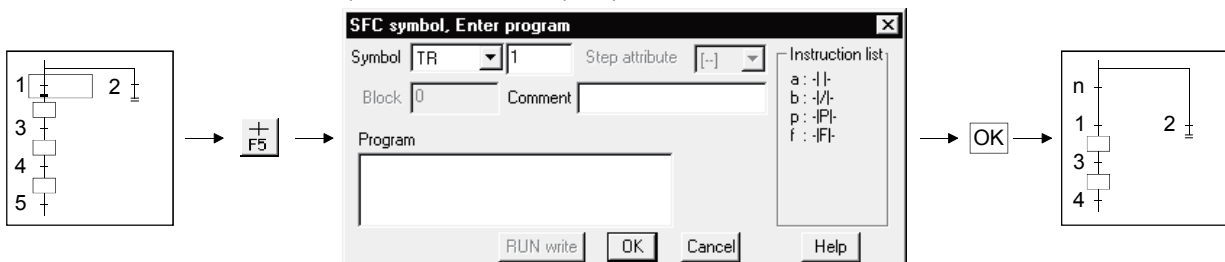 1
2
3
4
5
F5
SFC symbol, Enter program
Symbol TR 1 Step attribute [--]
Block 0 Comment
Program
Instruction list
a : -| |-
b : -|/|-
p : -|P|-
f : -|F|-
RUN write OK Cancel Help
OK
n
1 2
3
4